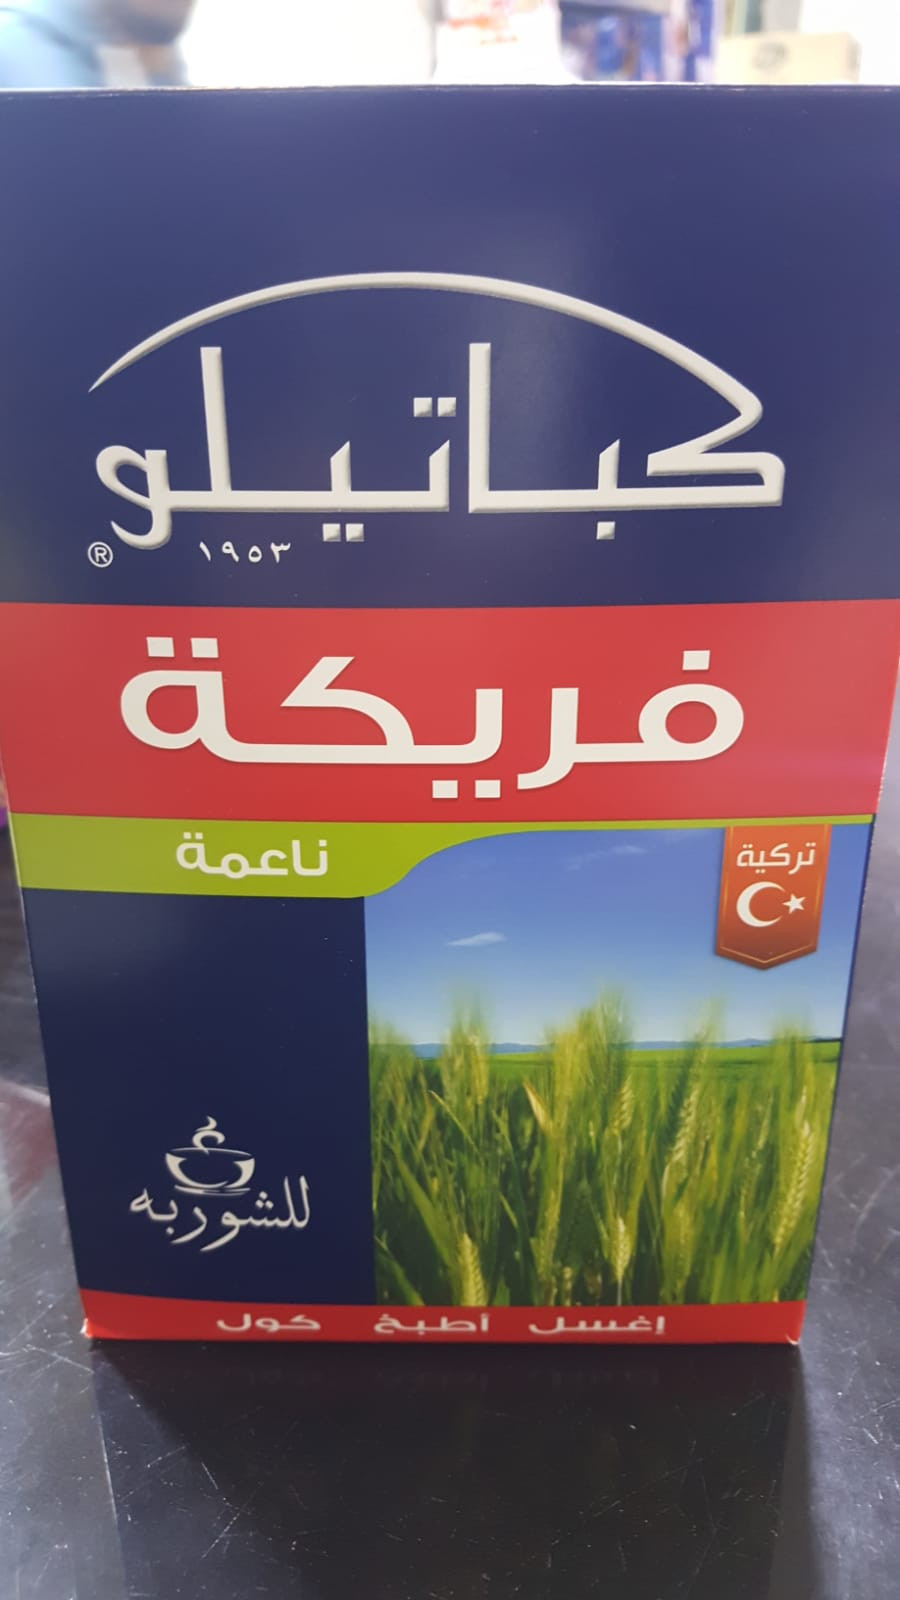 كباتيلو
١٩٥٣
®
فريكة
ناعمة
تركية
للشوربه
إغسل أطبخ كول